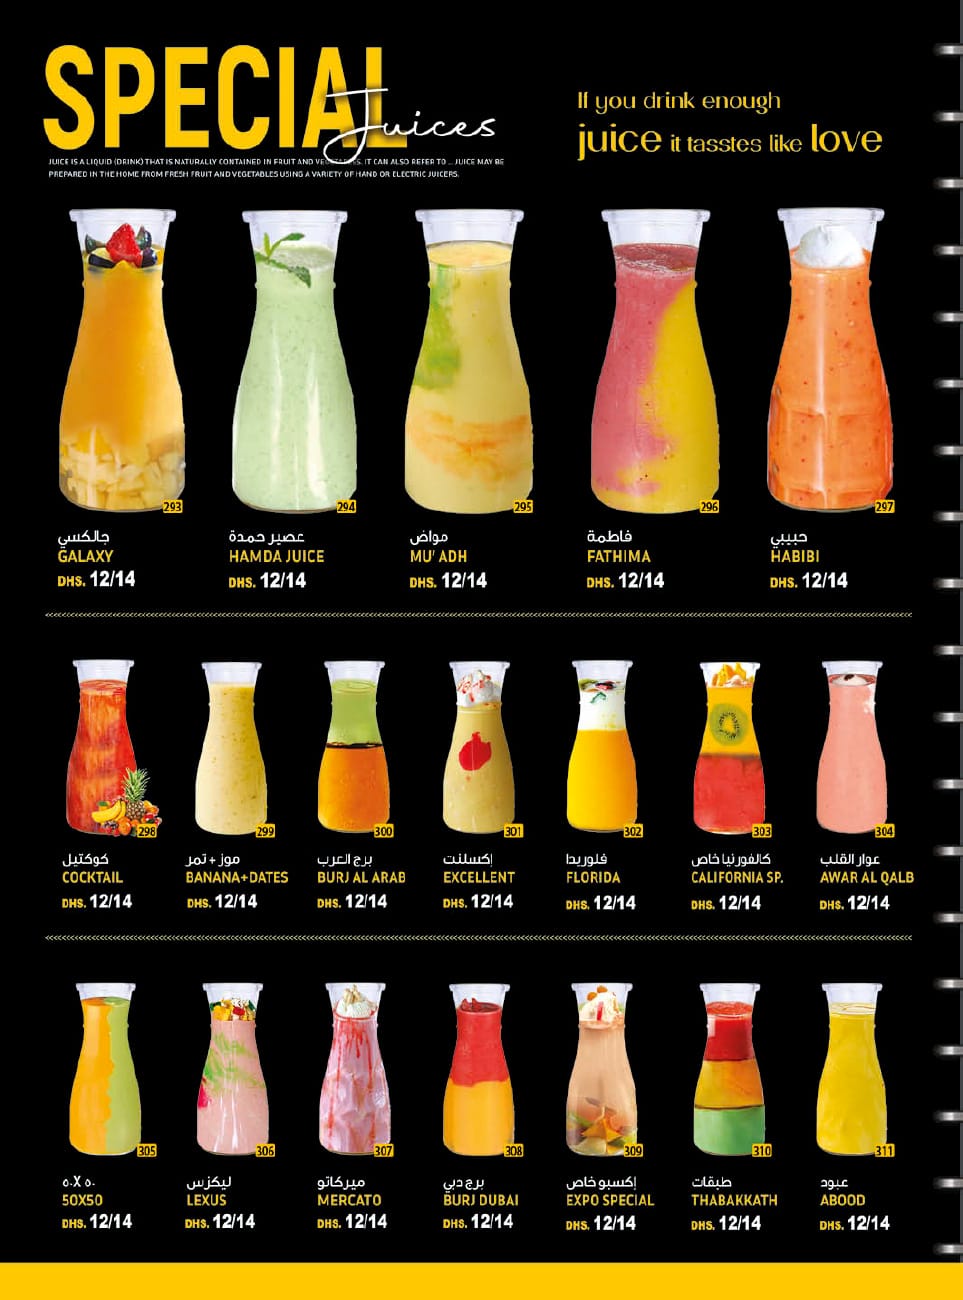 SPECIAL
Juices
JUICE IS A LIQUID (DRINK) THAT IS NATURALLY CONTAINED IN FRUIT AND VEGETABLES. IT CAN ALSO REFER TO ... JUICE MAY BE
PREPARED IN THE HOME FROM FRESH FRUIT AND VEGETABLES USING A VARIETY OF HAND OR ELECTRIC JUICERS.
If you drink enough
juice it tasstes like love
293
294
295
296
297
جالكسي
GALAXY
DHS. 12/14
عصير حمدة
HAMDA JUICE
DHS. 12/14
مواض
MU' ADH
DHS. 12/14
فاطمة
FATHIMA
DHS. 12/14
حبيبي
HABIBI
DHS. 12/14
298
299
300
301
302
303
304
كوكتيل
COCKTAIL
DHS. 12/14
موز + تمر
BANANA+DATES
DHS. 12/14
برج العرب
BURJ AL ARAB
DHS. 12/14
إكسلنت
EXCELLENT
DHS. 12/14
فلوريدا
FLORIDA
DHS. 12/14
كالفورنيا خاص
CALIFORNIA SP.
DHS. 12/14
عوار القلب
AWAR AL QALB
DHS. 12/14
305
306
307
308
309
310
311
٥٠X ٥٠
50X50
DHS. 12/14
ليكزس
LEXUS
DHS. 12/14
ميركاتو
MERCATO
DHS. 12/14
برج دبي
BURJ DUBAI
DHS. 12/14
إكسبو خاص
EXPO SPECIAL
DHS. 12/14
طبقات
THABAKKATH
DHS. 12/14
عبود
ABOOD
DHS. 12/14